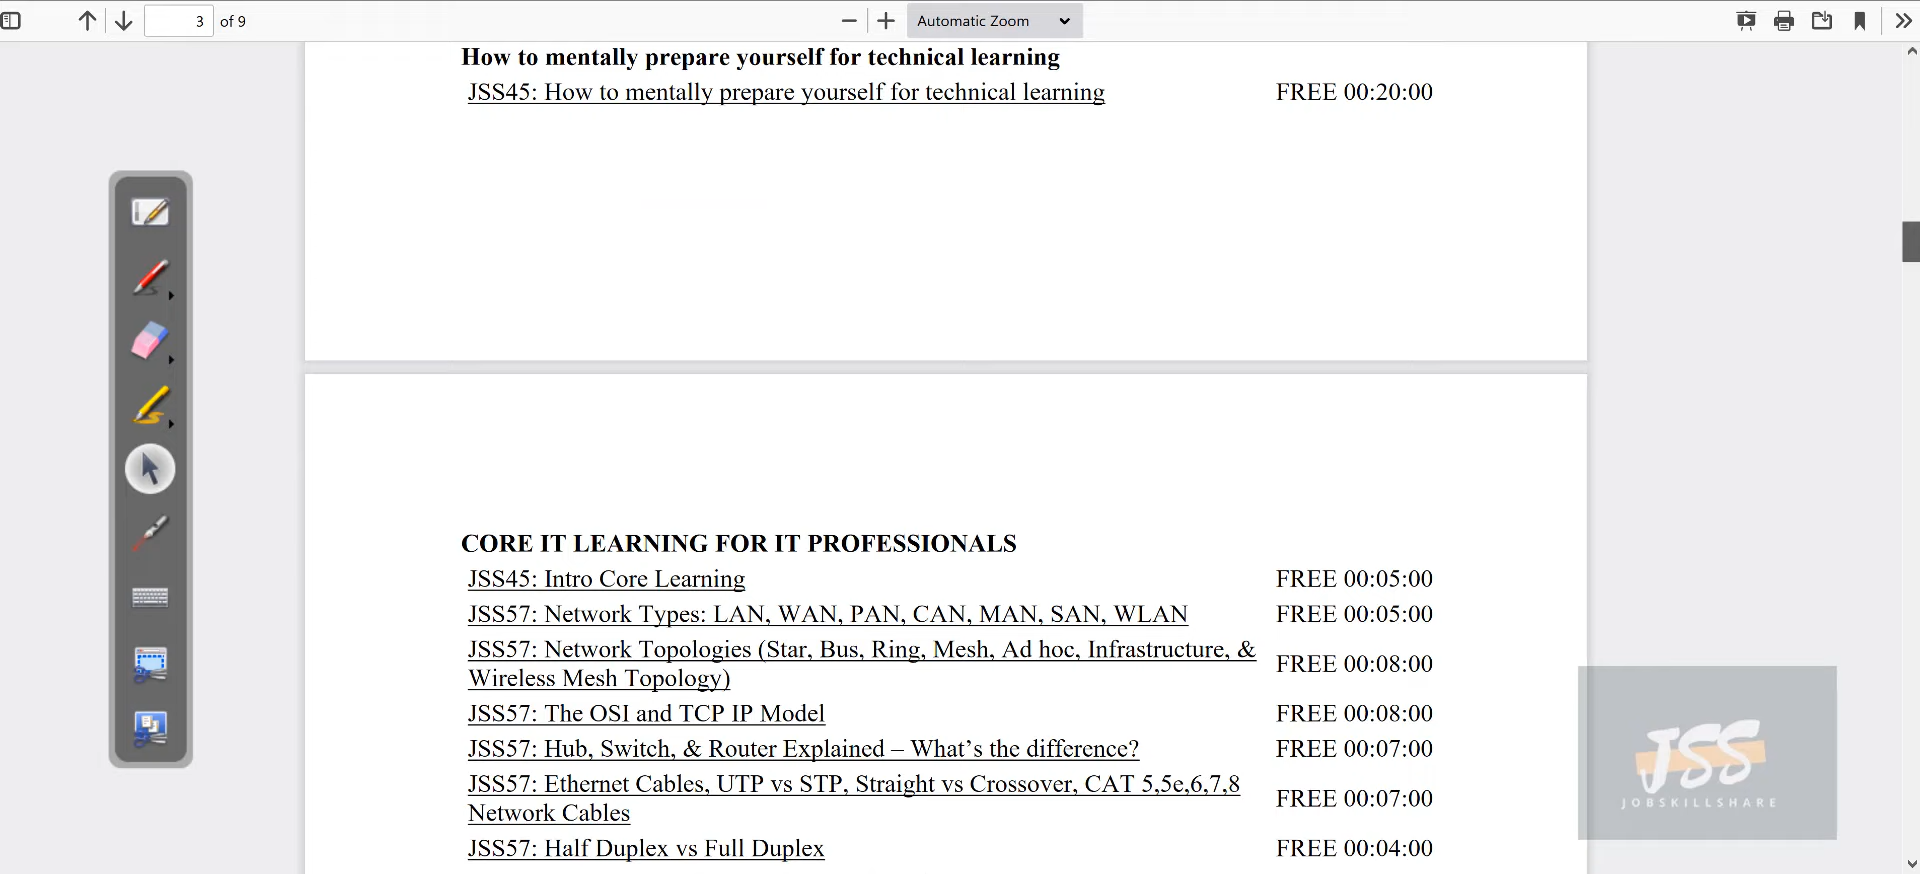 3 of 9
Automatic Zoom
How to mentally prepare yourself for technical learning
JSS45: How to mentally prepare yourself for technical learning FREE 00:20:00
CORE IT LEARNING FOR IT PROFESSIONALS
JSS45: Intro Core Learning FREE 00:05:00
JSS57: Network Types: LAN, WAN, PAN, CAN, MAN, SAN, WLAN FREE 00:05:00
JSS57: Network Topologies (Star, Bus, Ring, Mesh, Ad hoc, Infrastructure, &
Wireless Mesh Topology) FREE 00:08:00
JSS57: The OSI and TCP IP Model FREE 00:08:00
JSS57: Hub, Switch, & Router Explained – What’s the difference? FREE 00:07:00
JSS57: Ethernet Cables, UTP vs STP, Straight vs Crossover, CAT 5,5e,6,7,8
Network Cables FREE 00:07:00
JSS57: Half Duplex vs Full Duplex FREE 00:04:00
JSS
JOBSKILLSHARE